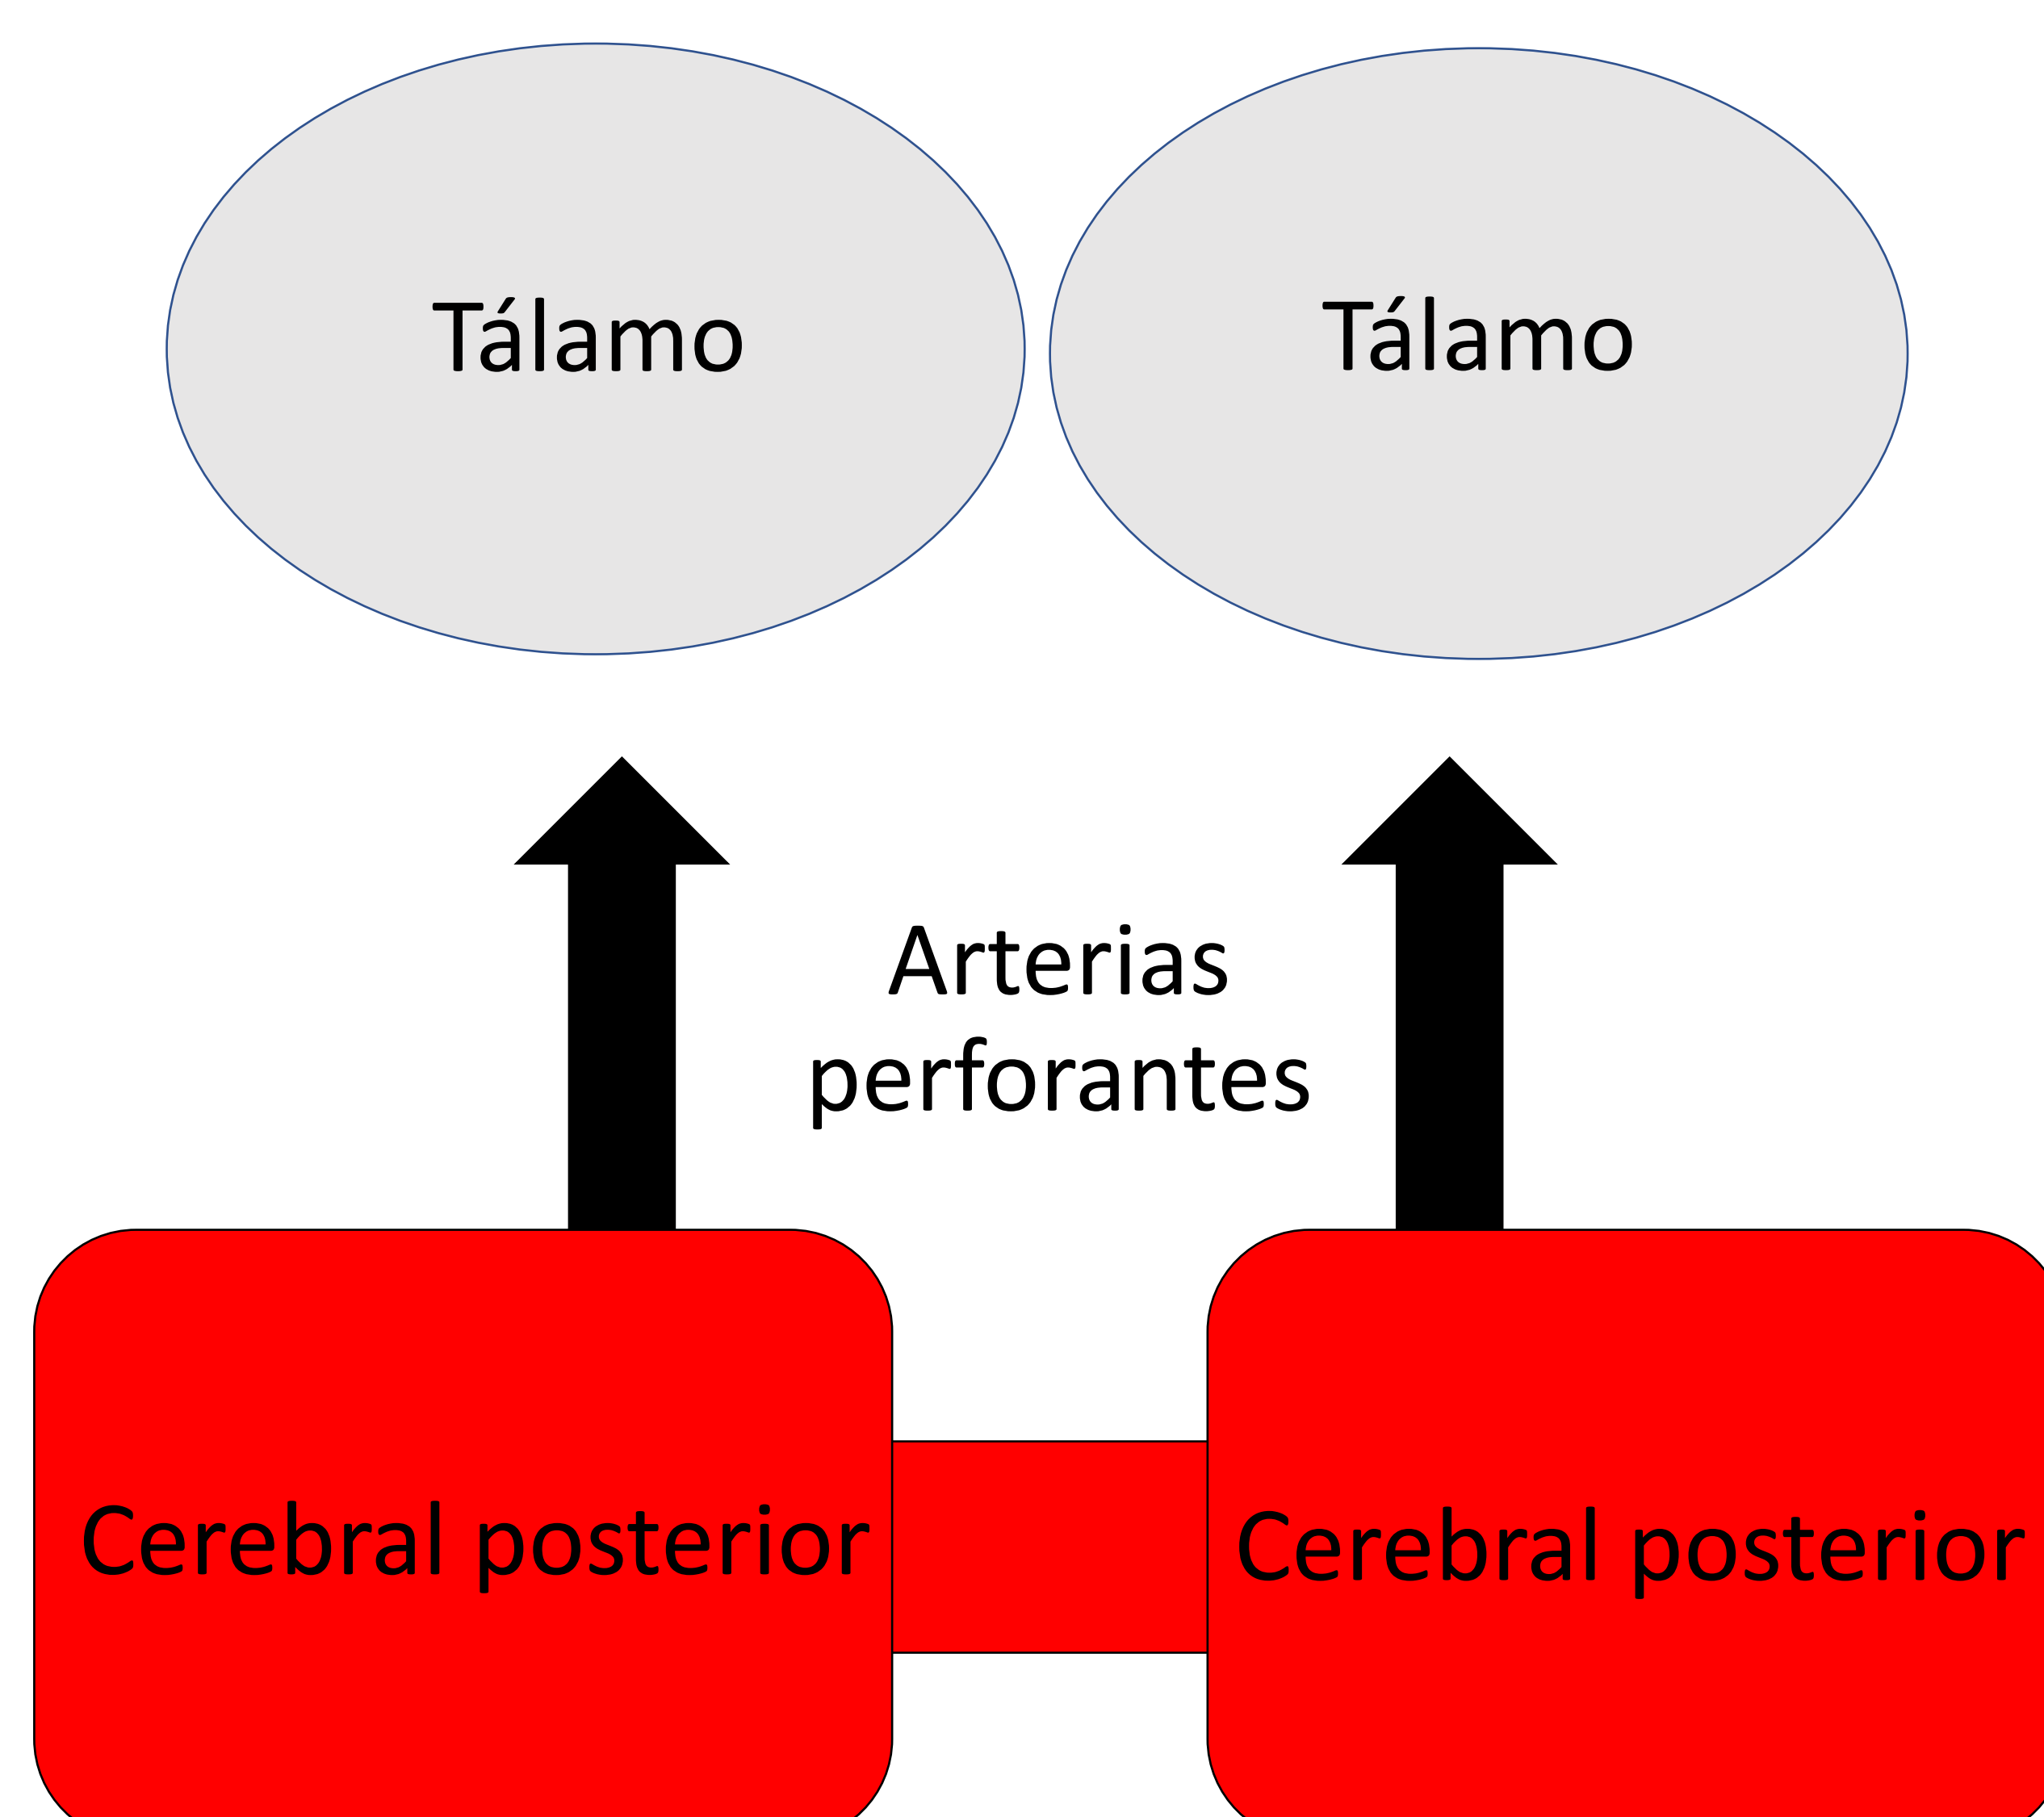 Tálamo
Tálamo
Arterias
perforantes
Cerebral posterior
Cerebral posterior